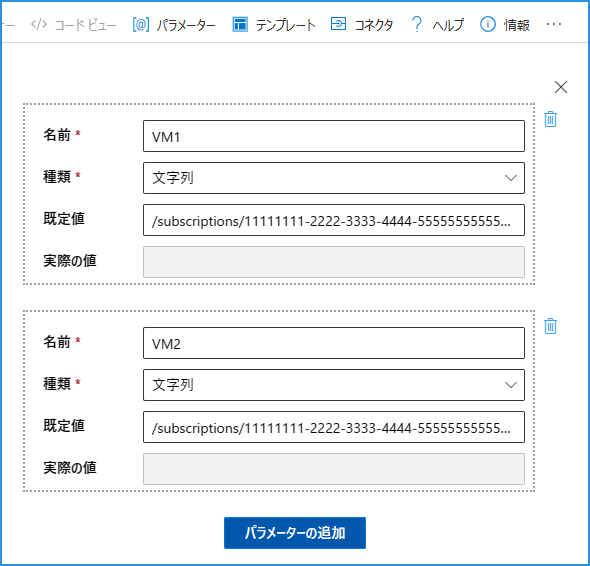 ナー </> コード ビュー [@] パラメーター テンプレート コネクタ ? ヘルプ 情報 ...
名前 * VM1
種類 * 文字列
既定値 /subscriptions/11111111-2222-3333-4444-55555555555...
実際の値
名前 * VM2
種類 * 文字列
既定値 /subscriptions/11111111-2222-3333-4444-55555555555...
実際の値
パラメーターの追加